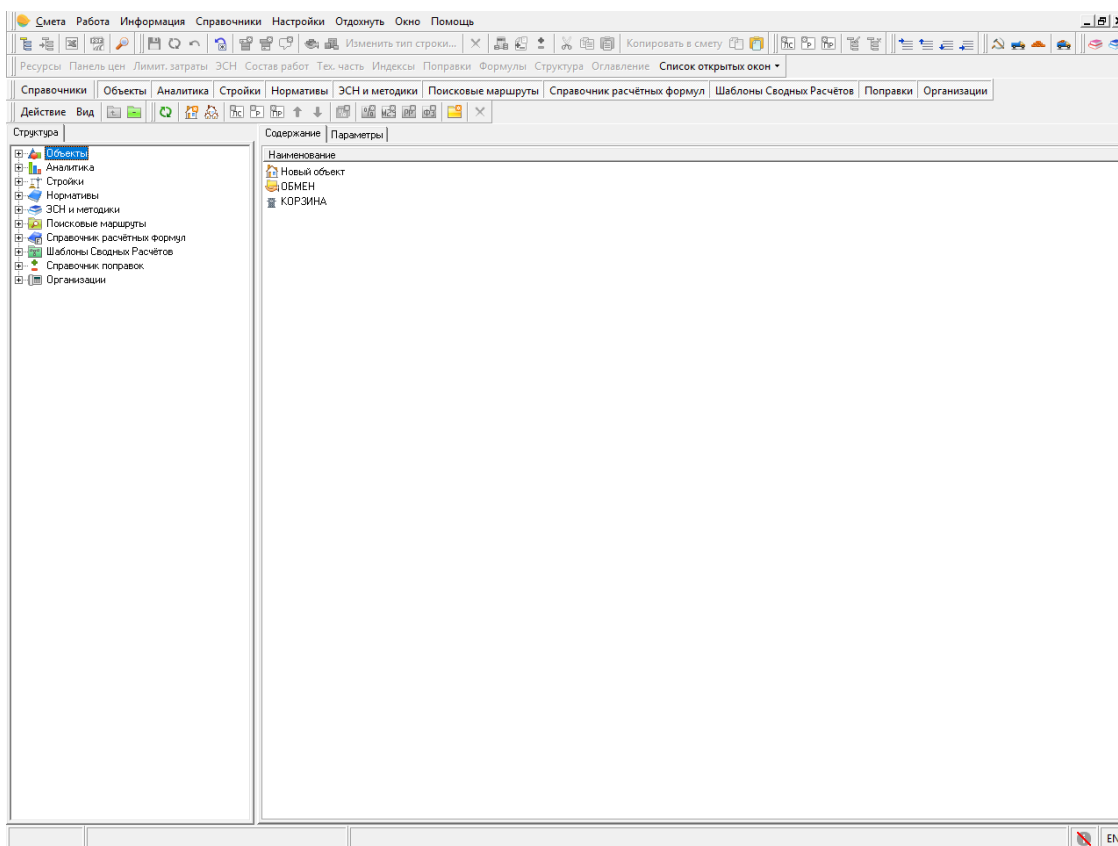 Смета Работа Информация Справочники Настройки Отдохнуть Окно Помощь
Изменить тип строки... Копировать в смету
Ресурсы Панель цен Лимит. затраты ЭСН Состав работ Тех. часть Индексы Поправки Формулы Структура Оглавление Список открытых окон
Справочники Объекты Аналитика Стройки Нормативы ЭСН и методики Поисковые маршруты Справочник расчётных формул Шаблоны Сводных Расчётов Поправки Организации
Действие Вид
Структура
Содержание Параметры
Наименование
Объекты
Аналитика
Стройки
Нормативы
ЭСН и методики
Поисковые маршруты
Справочник расчётных формул
Шаблоны Сводных Расчётов
Справочник поправок
Организации
Новый объект
ОБМЕН
КОРЗИНА
EN